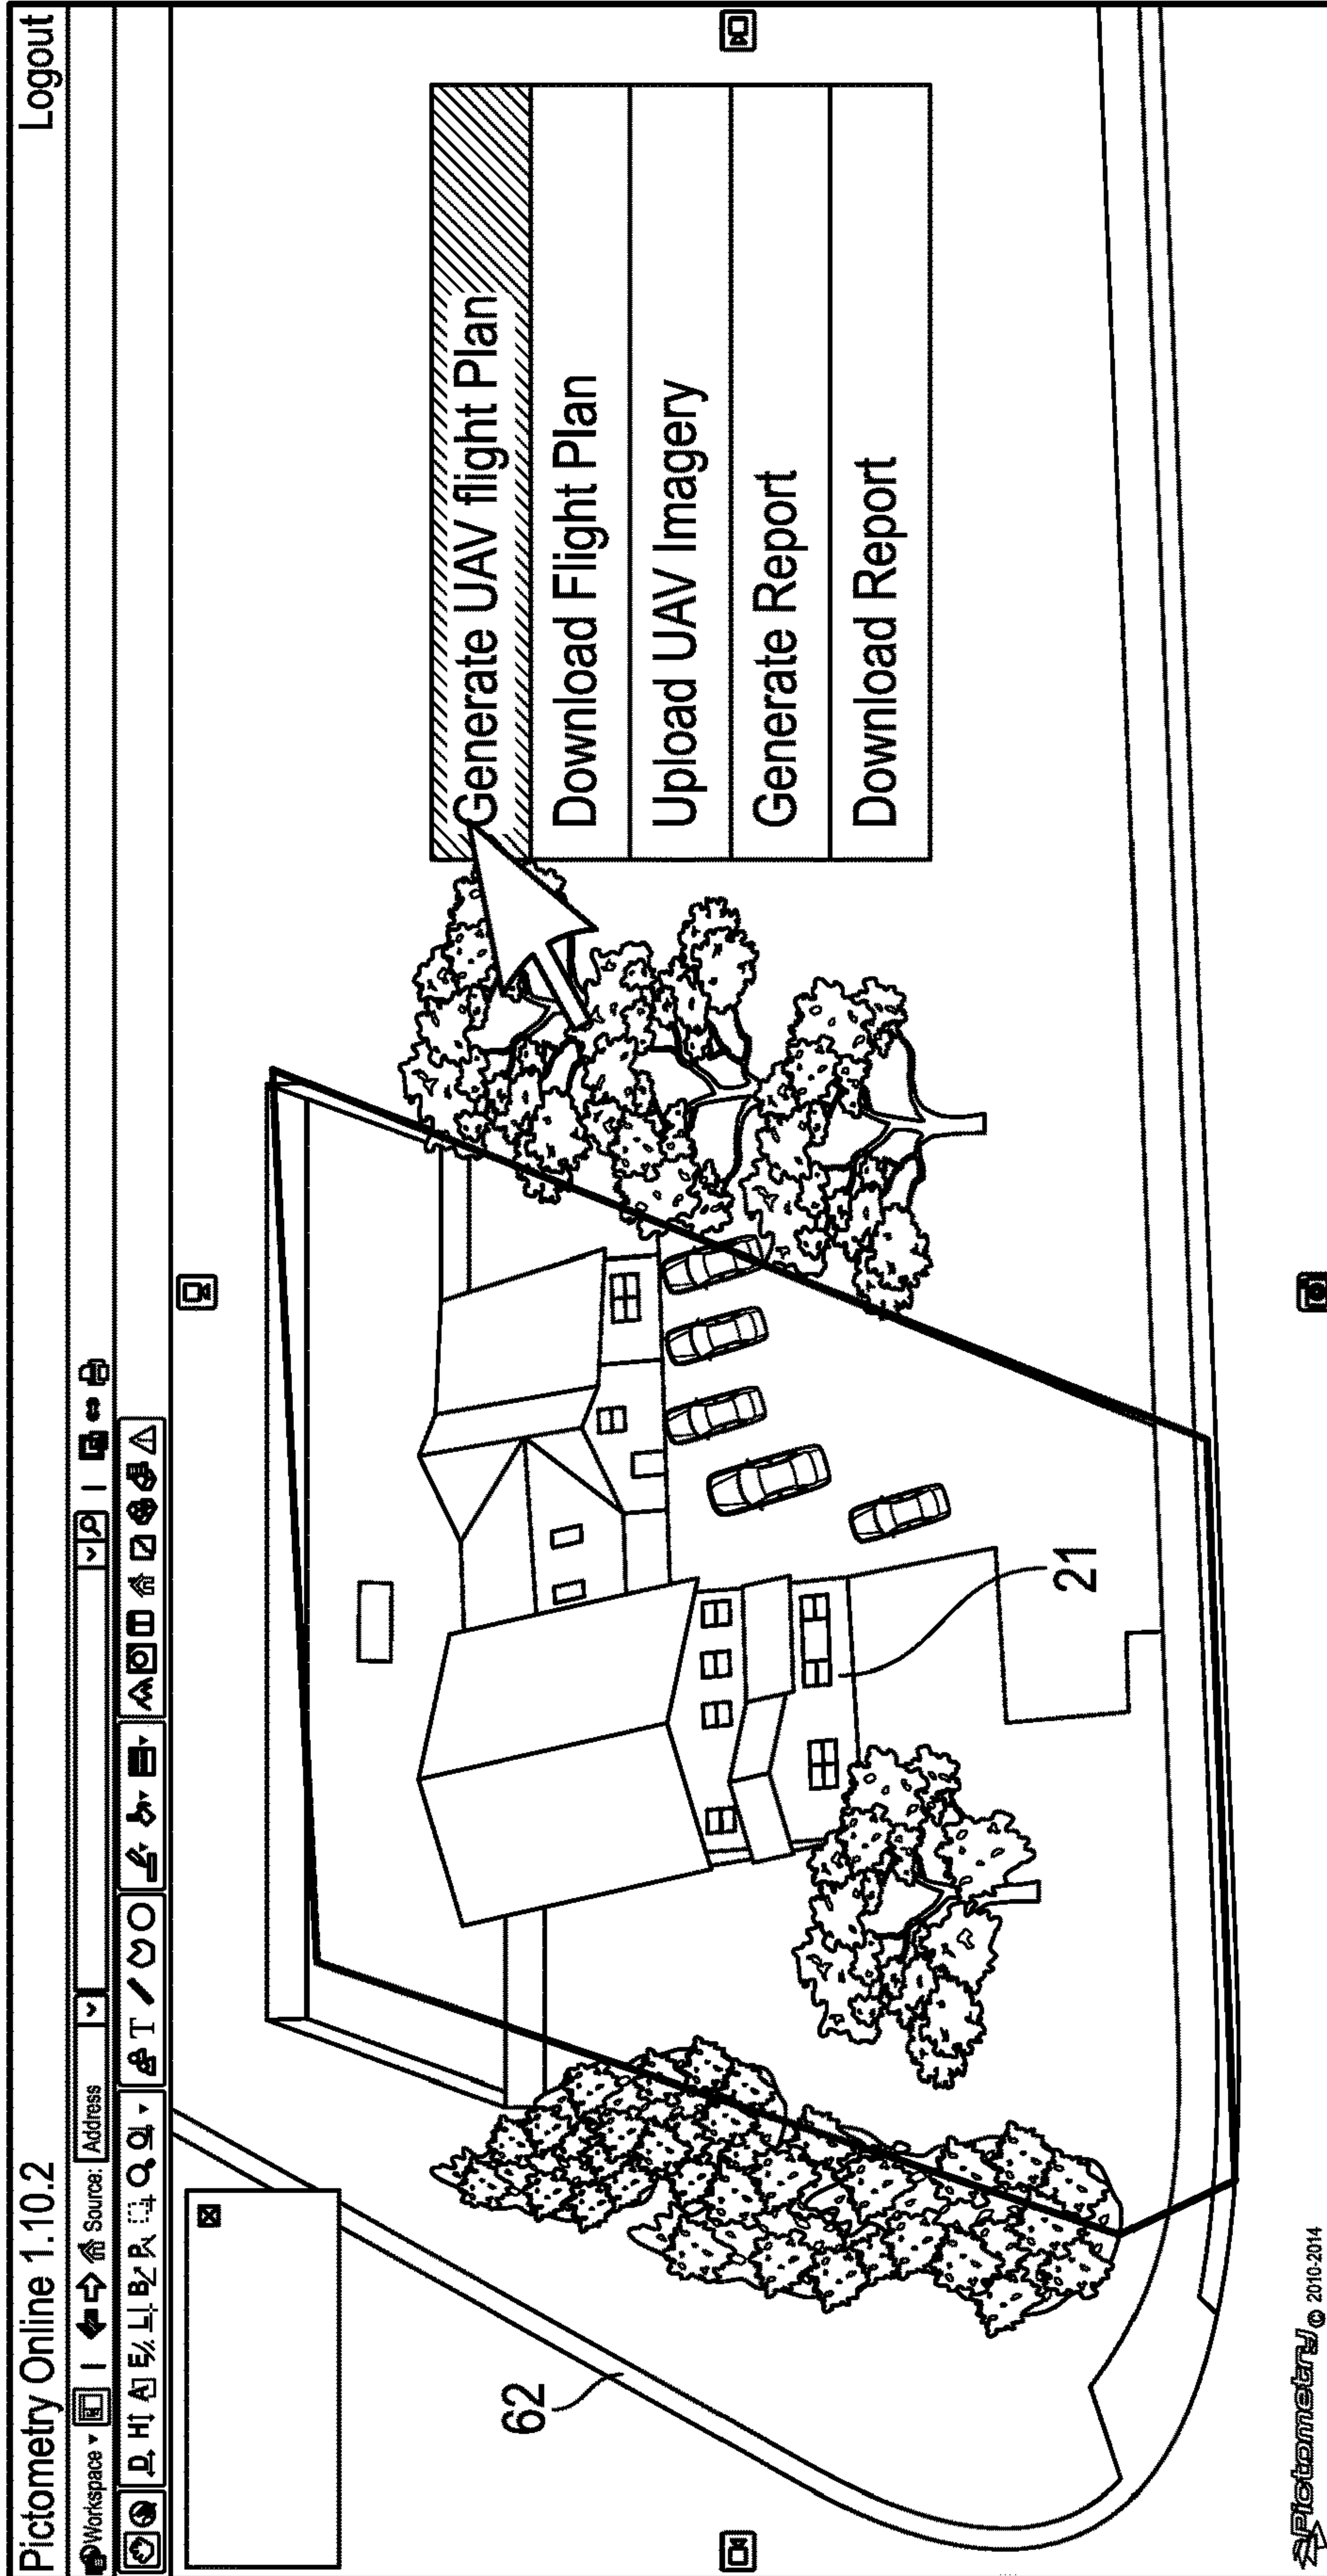 Pictometry Online 1.10.2
Logout
Workspace
Source: Address
D H A E L B P
T
Generate UAV flight Plan
Download Flight Plan
Upload UAV Imagery
Generate Report
Download Report
62
21
Pictometry © 2010-2014